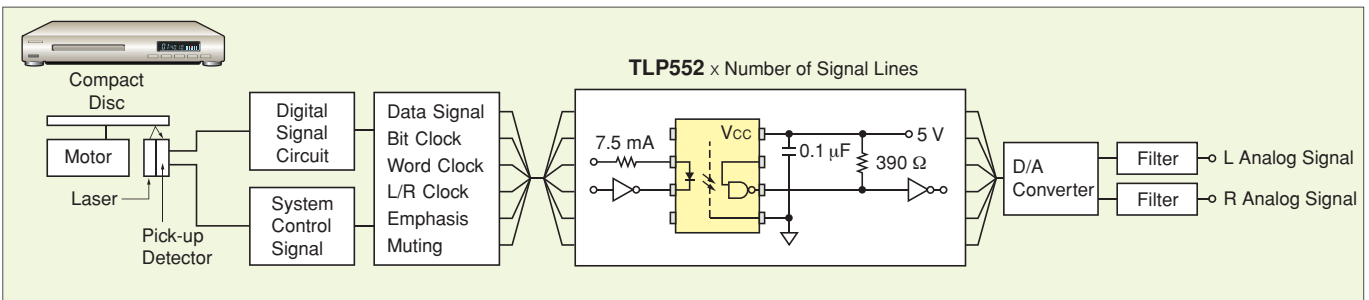 Compact
Disc
Motor
Laser
Pick-up
Detector
Digital
Signal
Circuit
System
Control
Signal
Data Signal
Bit Clock
Word Clock
L/R Clock
Emphasis
Muting
TLP552 x Number of Signal Lines
7.5 mA
VCC
5 V
0.1 μF
390 Ω
D/A
Converter
Filter
L Analog Signal
Filter
R Analog Signal